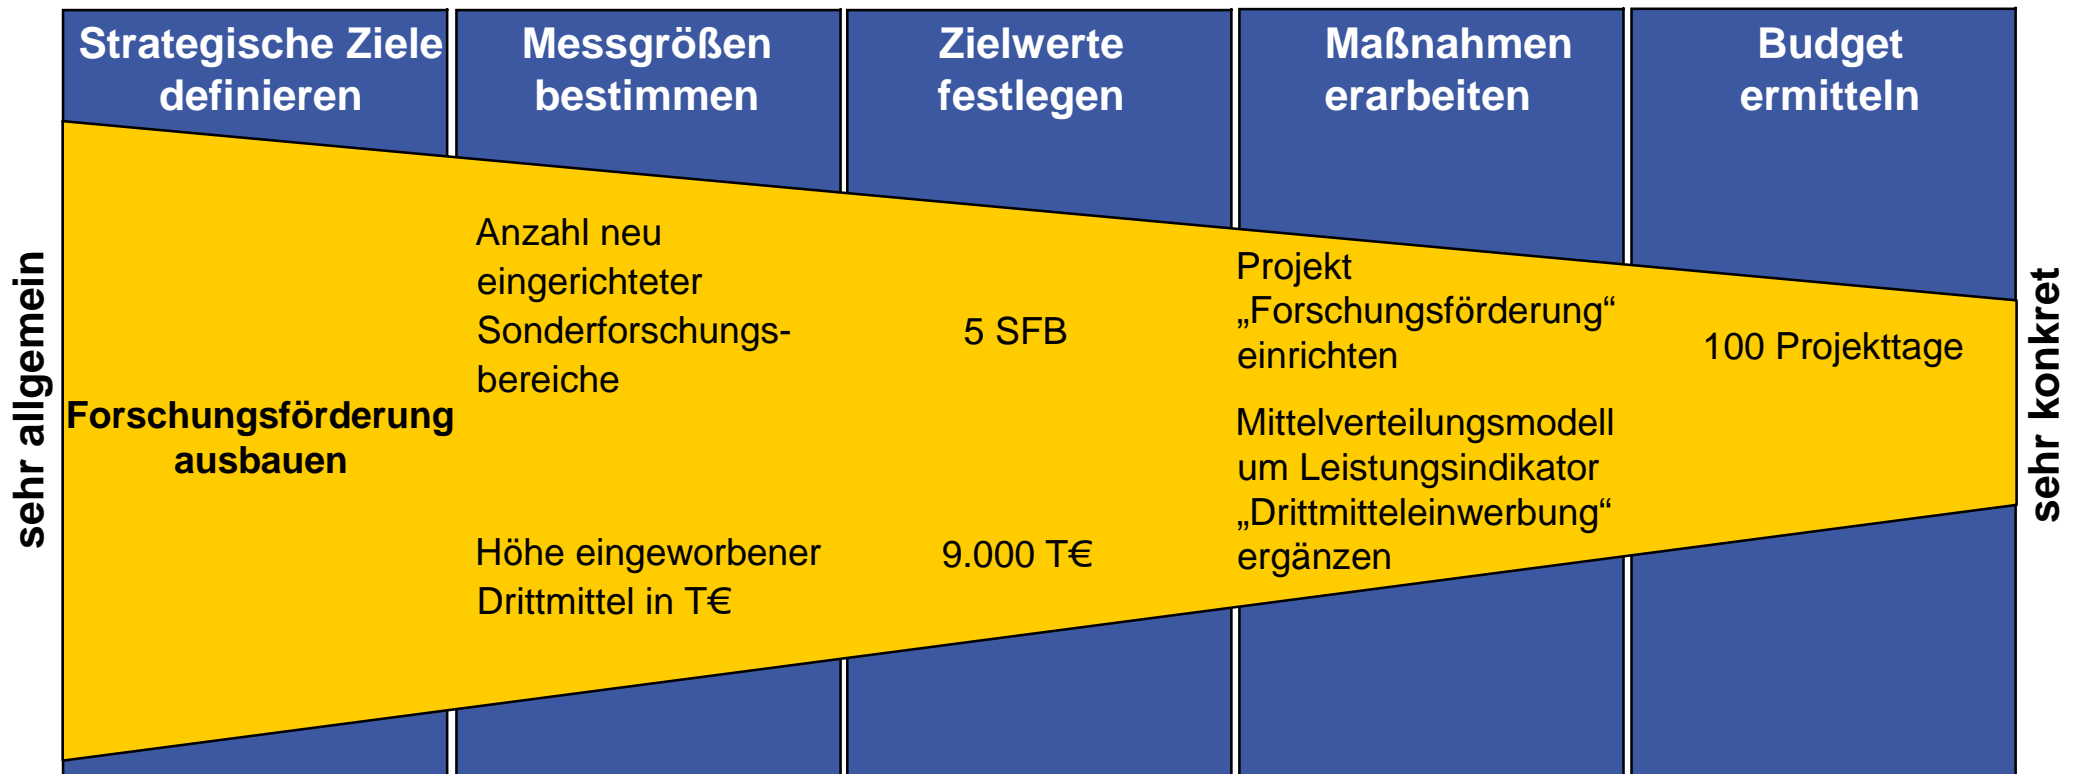 Strategische Ziele
definieren
Messgrößen
bestimmen
Zielwerte
festlegen
Maßnahmen
erarbeiten
Budget
ermitteln
sehr allgemein
Forschungsförderung
ausbauen
Anzahl neu
eingerichteter
Sonderforschungs-
bereiche
Höhe eingeworbener
Drittmittel in T€
5 SFB
9.000 T€
Projekt
„Forschungsförderung“
einrichten
Mittelverteilungsmodell
um Leistungsindikator
„Drittmitteleinwerbung“
ergänzen
100 Projekttage
sehr konkret